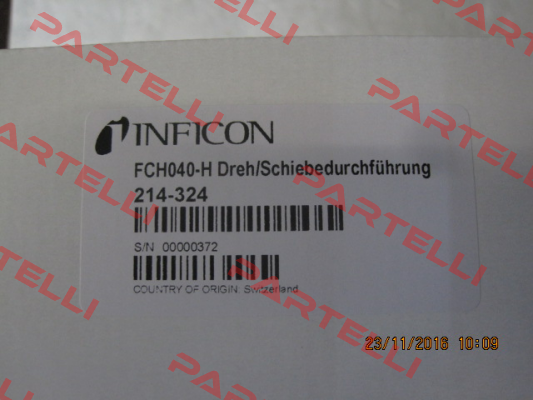 PARTELLI
PARTELLI
INFICON
FCH040-H Dreh/Schiebedurchführung
214-324
PARTELLI
S/N 00000372
PARTELLI
COUNTRY OF ORIGIN: Switzerland
PARTELLI
23/11/2016 10:09
PARTELLI